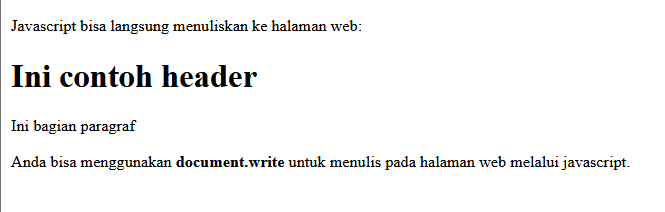 Javascript bisa langsung menuliskan ke halaman web:
Ini contoh header
Ini bagian paragraf
Anda bisa menggunakan document.write untuk menulis pada halaman web melalui javascript.